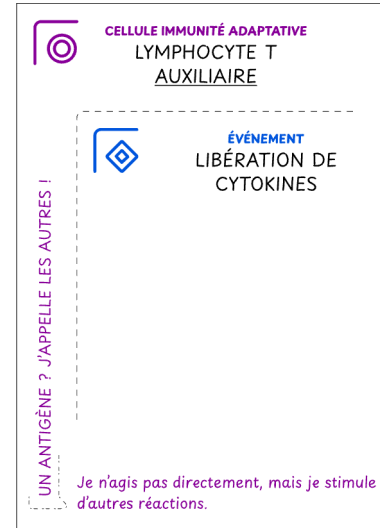 CELLULE IMMUNITÉ ADAPTATIVE
LYMPHOCYTE T
AUXILIAIRE
ÉVÉNEMENT
LIBÉRATION DE
CYTOKINES
UN ANTIGÈNE ? J'APPELLE LES AUTRES !
Je n'agis pas directement, mais je stimule
d'autres réactions.